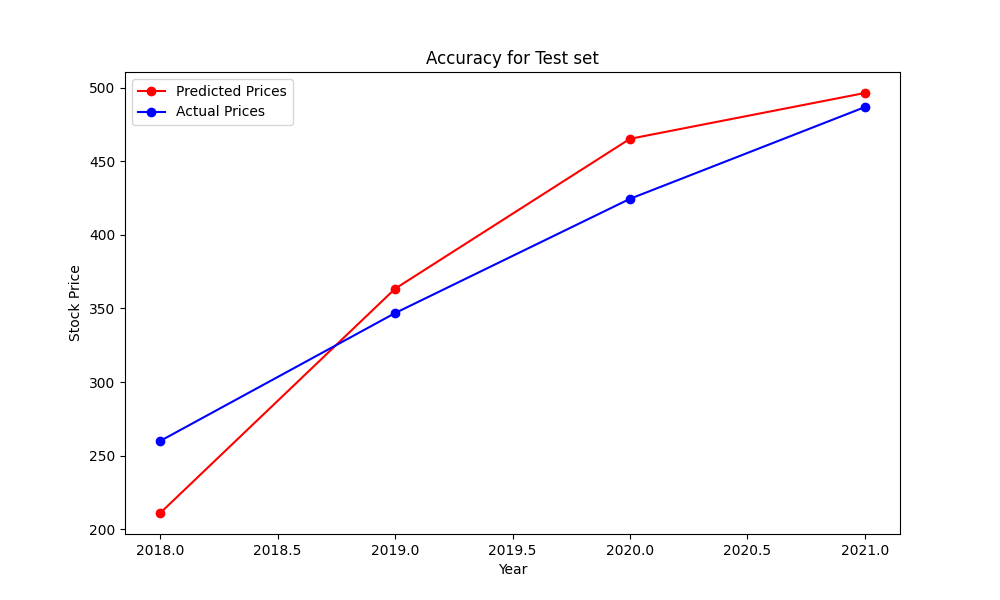 Accuracy for Test set
Predicted Prices
Actual Prices
500
450
400
350
300
250
200
Stock Price
2018.0 2018.5 2019.0 2019.5 2020.0 2020.5 2021.0
Year